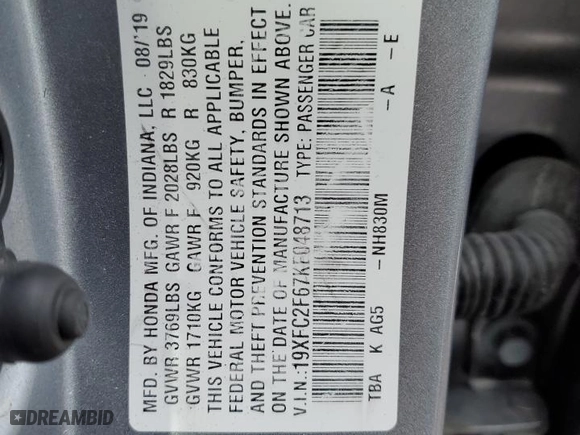 MFD. BY HONDA MFG. OF INDIANA, LLC 08/'19
GVWR 3769LBS GAWR F 2028LBS R 1829LBS
GVWR 1710KG GAWR F 920KG R 830KG
THIS VEHICLE CONFORMS TO ALL APPLICABLE
FEDERAL MOTOR VEHICLE SAFETY, BUMPER,
AND THEFT PREVENTION STANDARDS IN EFFECT
ON THE DATE OF MANUFACTURE SHOWN ABOVE.
V.I.N.:19XFC2F67KE048713 TYPE: PASSENGER CAR
TBA K AG5 -NH830M -A -E
DREAMBID